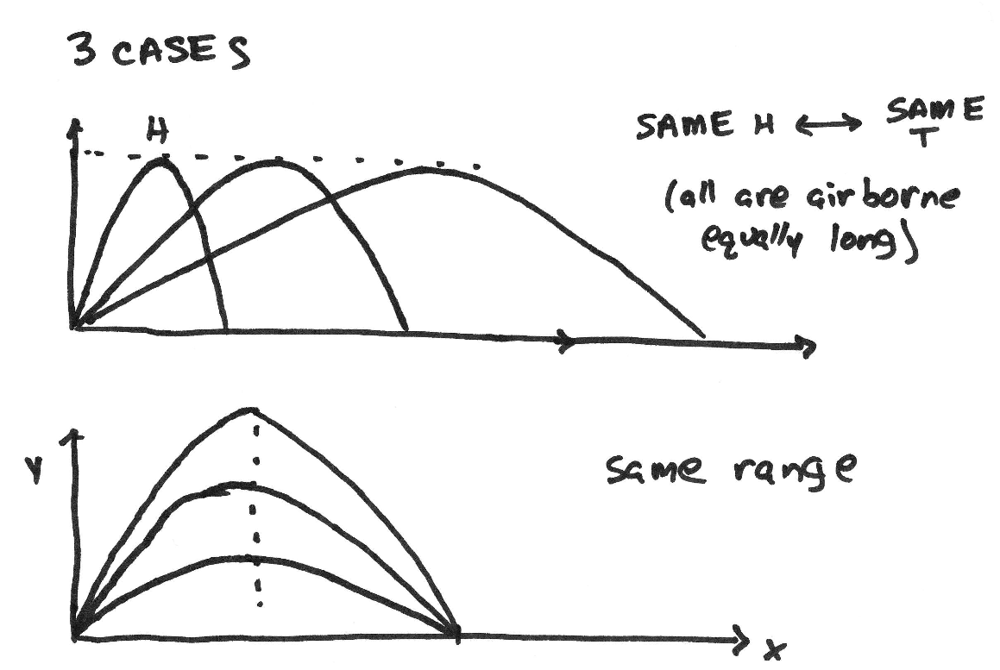 3 CASES
H
SAME H ↔ SAME T
(all are airborne
equally long)
y
same range
x